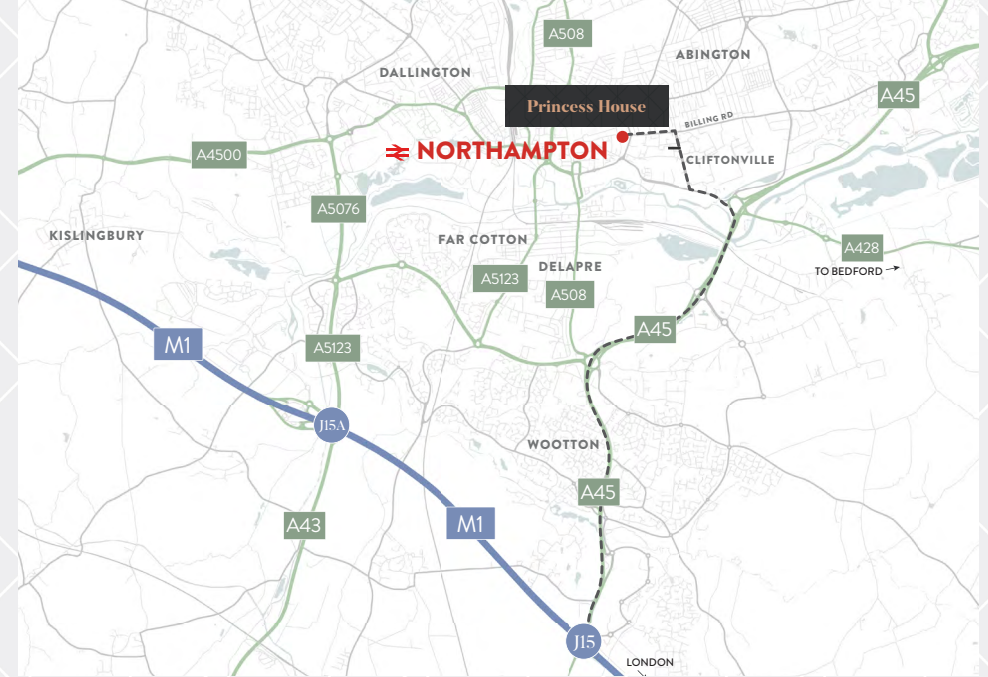 A508
ABINGTON
DALLINGTON
A45
Princess House
BILLING RD
A4500
NORTHAMPTON
CLIFTONVILLE
A5076
KISLINGBURY
FAR COTTON
A428
DELAPRE
TO BEDFORD
A5123
A508
A45
M1
A5123
J15A
WOOTTON
A45
M1
A43
J15
LONDON